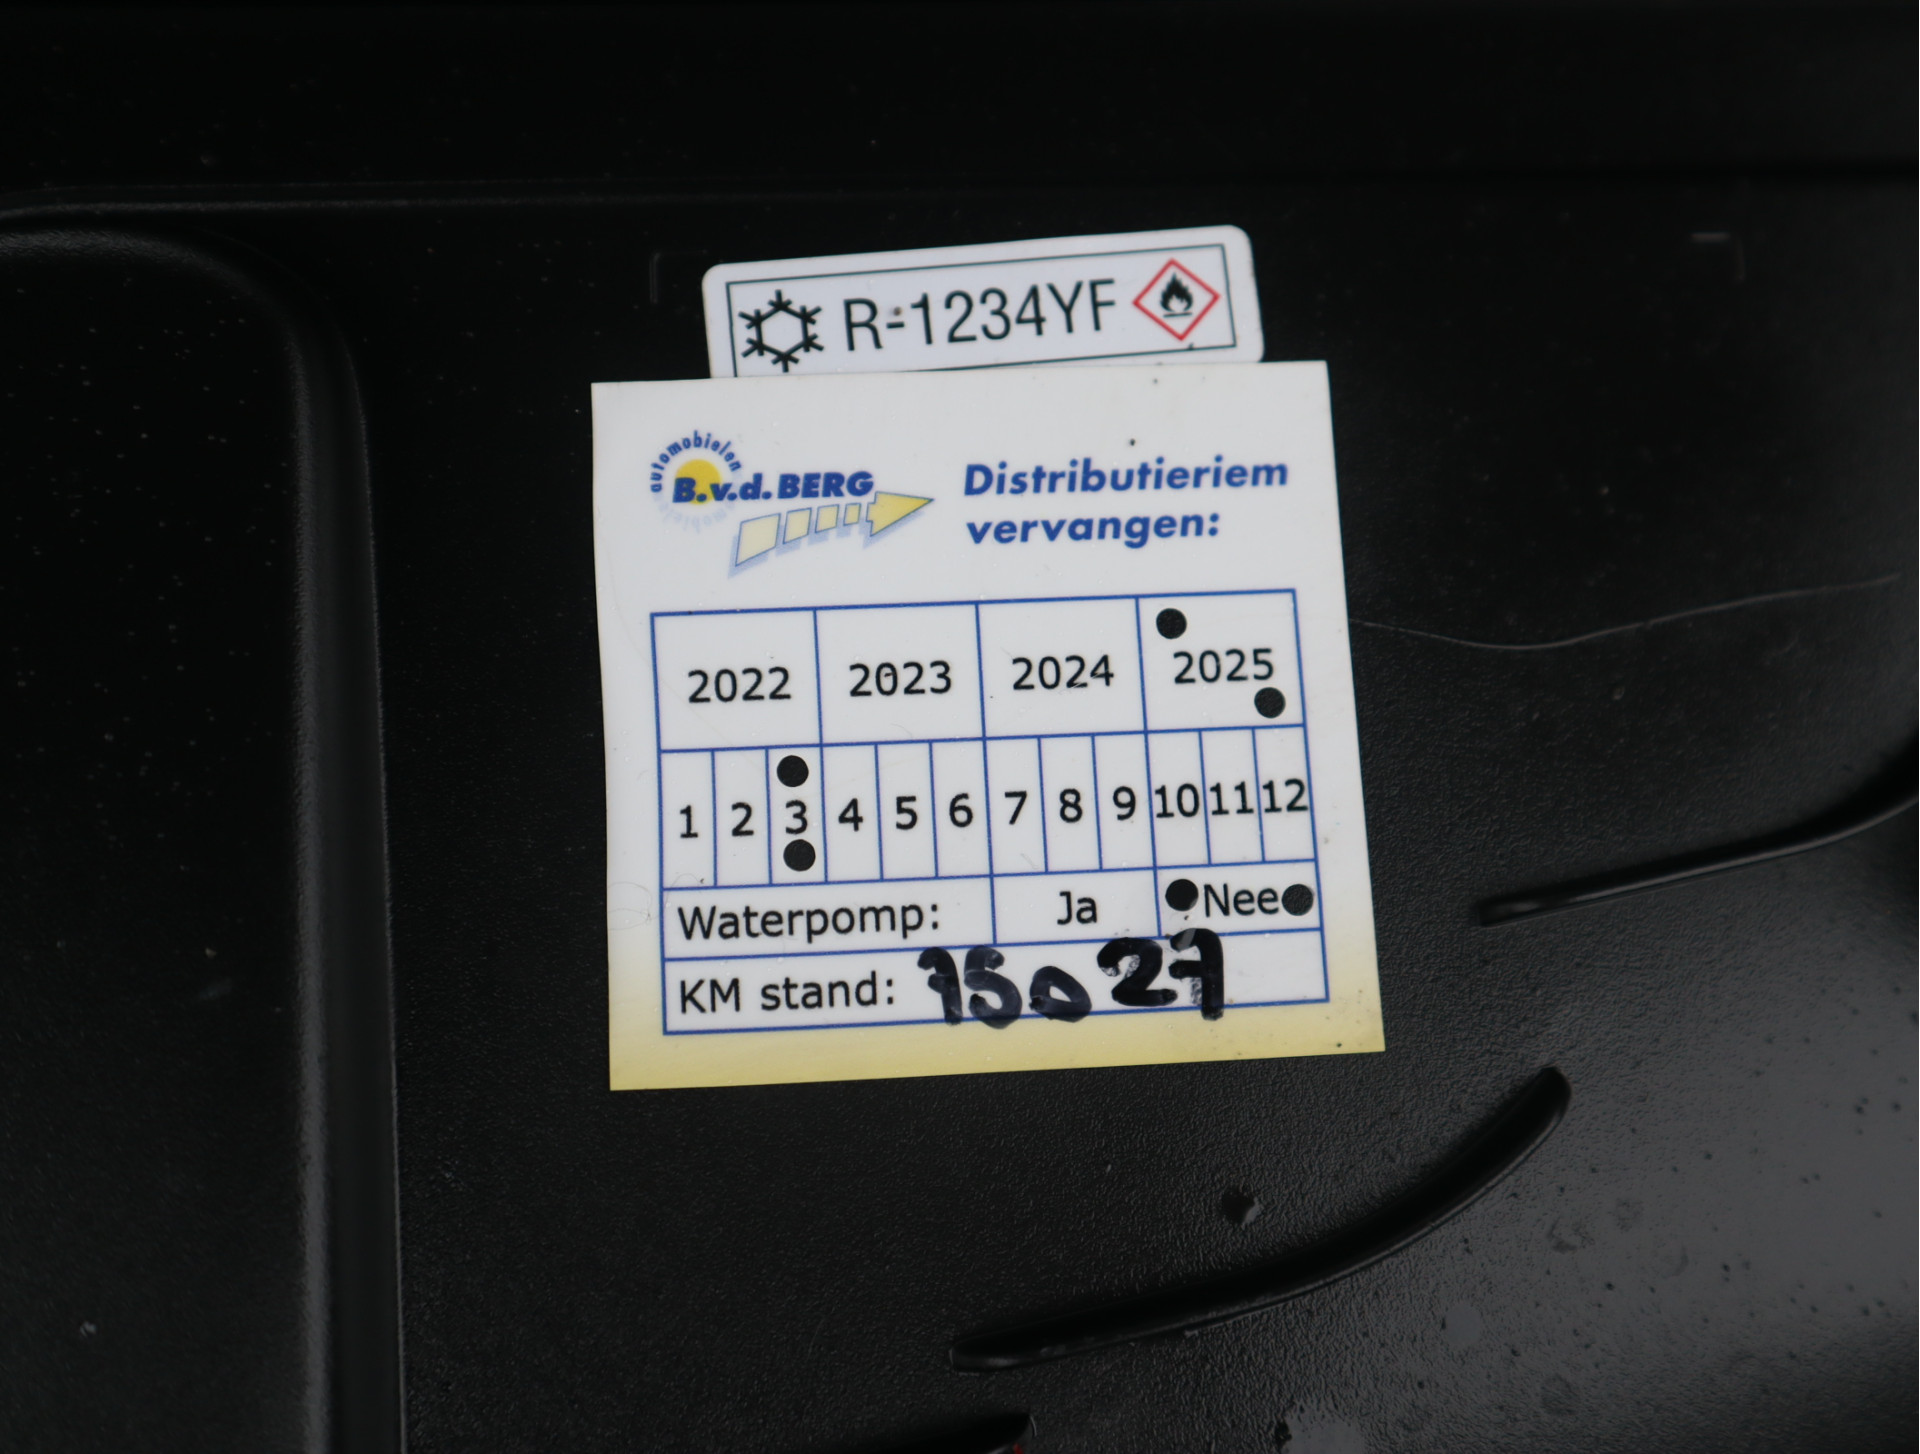 R-1234YF
automobielen
B.v.d. BERG
Distributieriem
vervangen:
2022 2023 2024 2025
1 2 3 4 5 6 7 8 9 10 11 12
Waterpomp: Ja Nee
KM stand: 75027